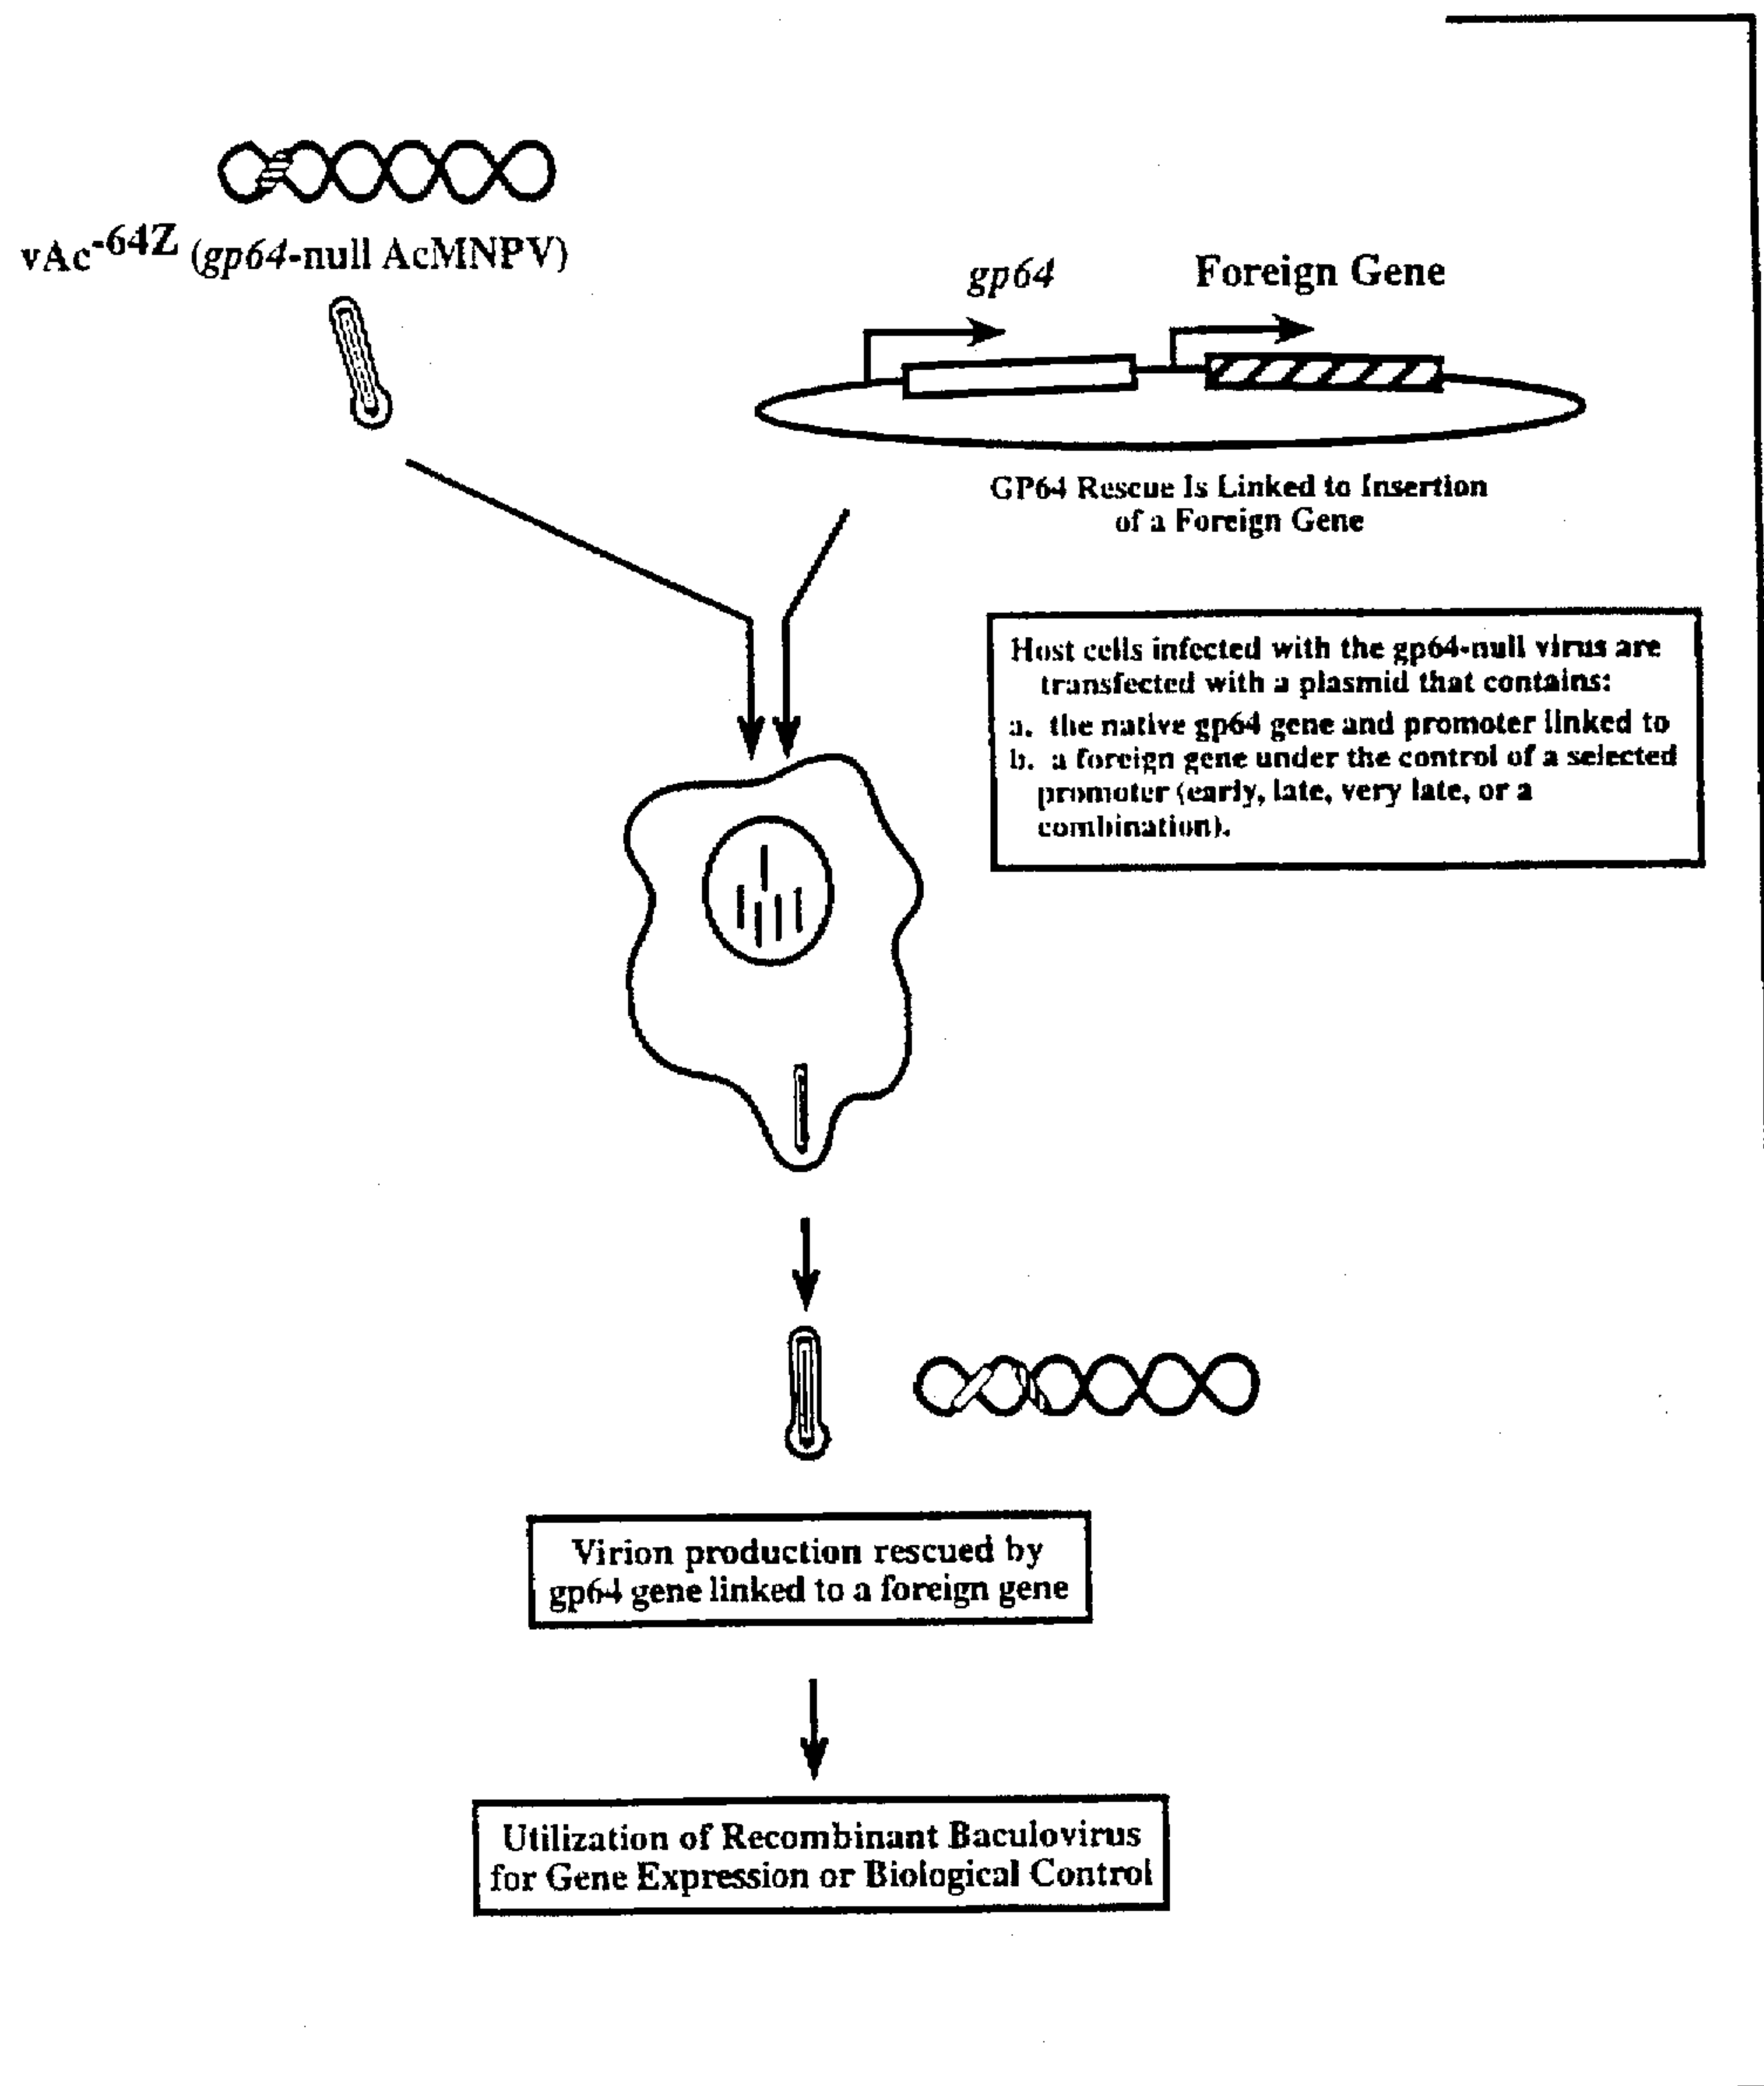 vAc-64Z (gp64-null AcMNPV)
gp64
Foreign Gene
GP64 Rescue Is Linked to Insertion
of a Foreign Gene
Host cells infected with the gp64-null virus are
transfected with a plasmid that contains:
a. the native gp64 gene and promoter linked to
b. a foreign gene under the control of a selected
promoter (early, late, very late, or a
combination).
Virion production rescued by
gp64 gene linked to a foreign gene
Utilization of Recombinant Baculovirus
for Gene Expression or Biological Control